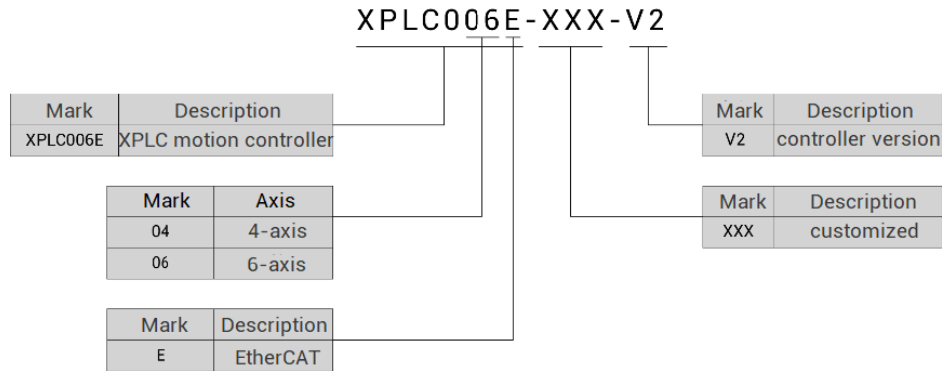 XPLC006E-XXX-V2
Mark Description
XPLC006E XPLC motion controller
Mark Description
V2 controller version
Mark Axis
04 4-axis
06 6-axis
Mark Description
XXX customized
Mark Description
E EtherCAT